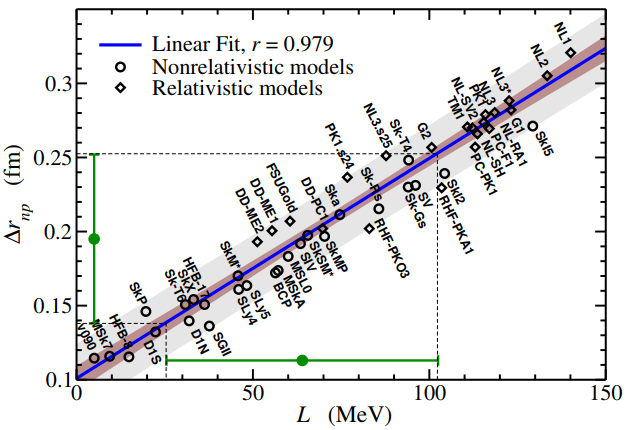 Linear Fit, r = 0.979
Nonrelativistic models
Relativistic models
Δr_np (fm)
0.3
0.25
0.2
0.15
0.1
0
50
100
150
L (MeV)
v090
MSk7
HFB-8
SkP
D1S
Sk-T6
SkX
HFB-17
D1N
SGII
SkM*
SLy4
SLy5
BCP
MSkA
MSL0
SIV
SkSM*
SkMP
DD-ME2
DD-ME1
FSUGold
DD-PC1
Ska
PK1.s24
Sk-Rs
RHF-PKO3
NL3.s25
Sk-T4
G2
Sk-Gs
SV
SkI2
RHF-PKA1
TM1
NL-SV2
PK1
NL3
NL3*
PC-PK1
NL-SH
PC-F1
NL-RA1
G1
SkI5
NL2
NL1